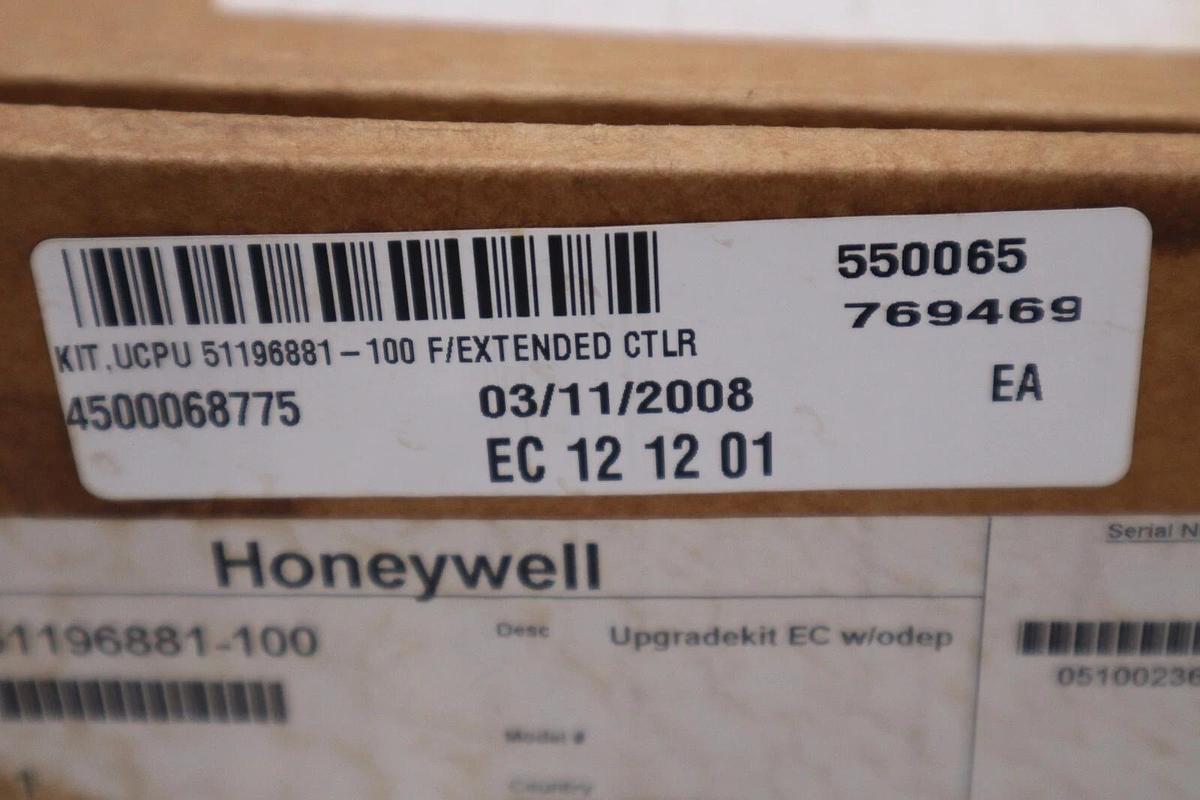 550065
769469
KIT,UCPU 51196881-100 F/EXTENDED CTLR
4500068775 03/11/2008 EA
EC 12 12 01
Honeywell
Serial N
51196881-100 Desc Upgradekit EC w/odep
05100236
Model #
Country
1